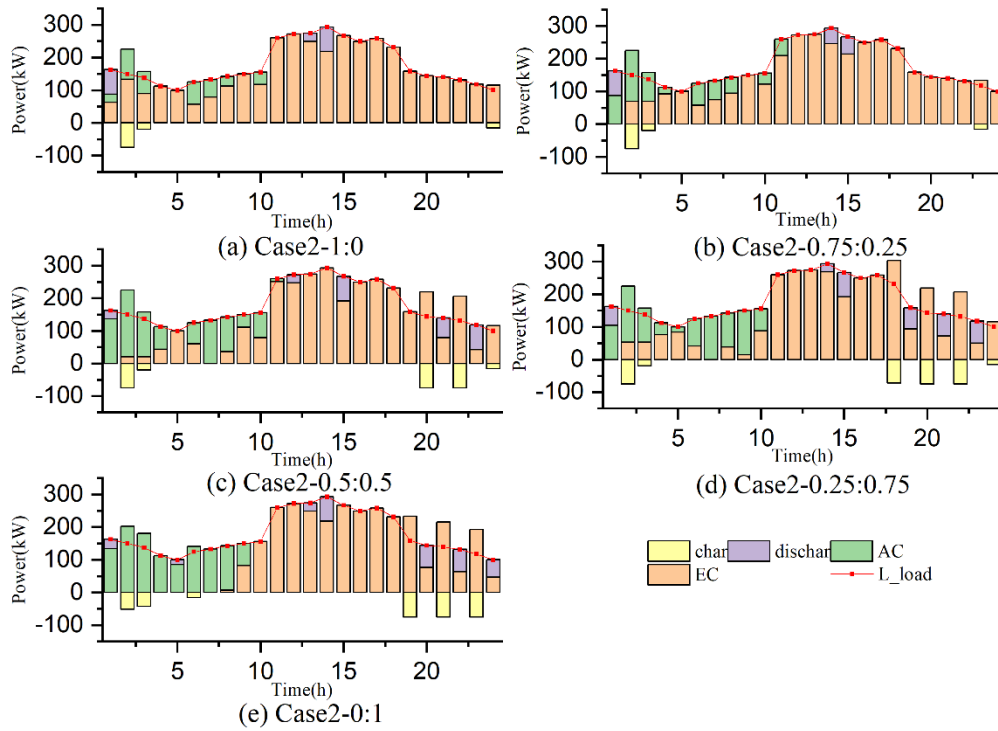 300
200
100
0
-100
Power(kW)
5
10
15
20
Time(h)
(a) Case2-1:0
300
200
100
0
-100
Power(kW)
5
10
15
20
Time(h)
(b) Case2-0.75:0.25
300
200
100
0
-100
Power(kW)
5
10
15
20
Time(h)
(c) Case2-0.5:0.5
300
200
100
0
-100
Power(kW)
5
10
15
20
Time(h)
(d) Case2-0.25:0.75
300
200
100
0
-100
Power(kW)
5
10
15
20
Time(h)
(e) Case2-0:1
char dischar AC
EC L_load